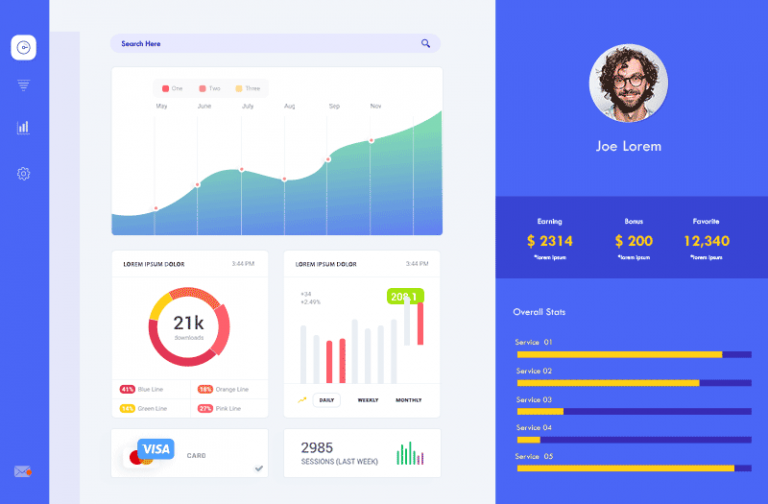 Search Here
One Two Three
May June July Aug Sep Nov
LOREM IPSUM DOLOR 3:44 PM
21k
downloads
41% Blue Line 18% Orange Line
14% Green Line 27% Pink Line
LOREM IPSUM DOLOR 3:44 PM
+34
+2.49%
208.1
DAILY WEEKLY MONTHLY
VISA
CARD
2985
SESSIONS (LAST WEEK)
Joe Lorem
Earning Bonus Favorite
$ 2314 $ 200 12,340
*lorem ipsum *lorem ipsum *lorem ipsum
Overall Stats
Service 01
Service 02
Service 03
Service 04
Service 05